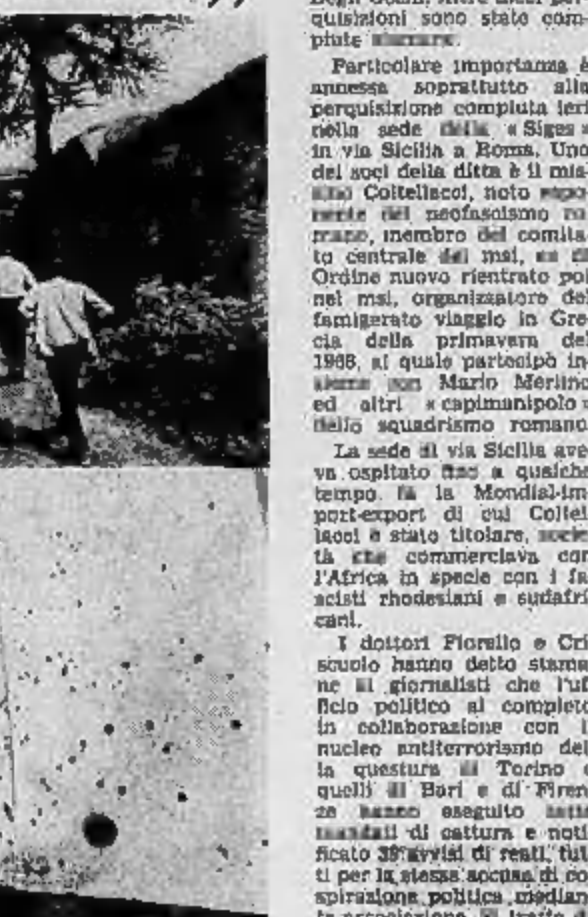 quisizioni sono state com-
piute
Particolare importanza è
annessa soprattutto alla
perquisizione compiuta ieri
nella sede della « Siges »
in via Sicilia a Roma. Uno
dei soci della ditta è il mis-
Coltellacci, noto
del neofascismo ro-
mano, membro del comita-
to centrale del msi, ex di
Ordine nuovo rientrato poi
nel msi, organizzatore del
famigerato viaggio in Gre-
cia della primavera del
1968, al quale partecipò in-
Mario Merlino
ed altri « capimanipolo »
dello squadrismo romano.
La sede di via Sicilia ave-
va ospitato fino a qualche
tempo fa la Mondial-im
port-export di cui Coltel
lacci è stato titolare, socie
tà che commerciava con
l'Africa in specie con i fa
scisti rhodesiani e sudafri
cani.
I dottori Fiorello e Cri
scuolo hanno detto stama
ne ai giornalisti che l'uf
ficio politico al completo
in collaborazione con i
nucleo antiterrorismo del
la questura di Torino e
quelli di Bari e di Firen
ze hanno eseguito
mandati di cattura e noti
ficato 39 avvisi di reati, tut
ti per la stessa accusa di co
spirazione politica median